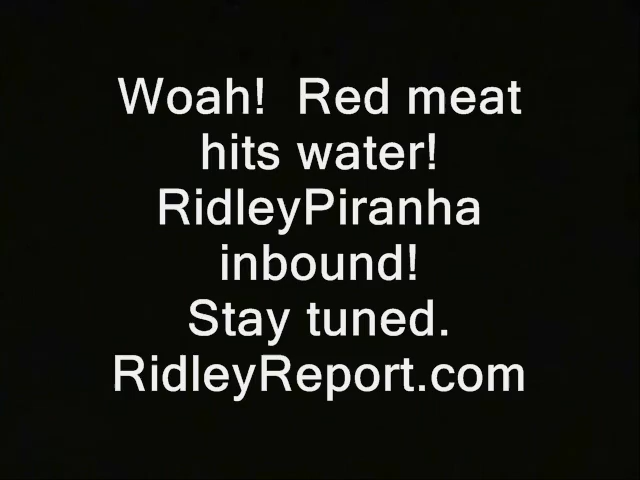 Woah!  Red meat
hits water!
RidleyPiranha
inbound!
Stay tuned.
RidleyReport.com